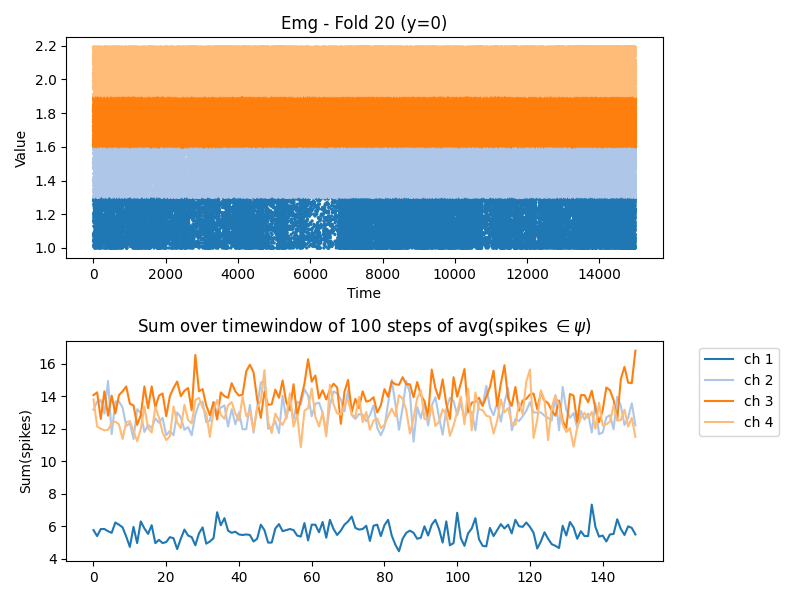 Emg - Fold 20 (y=0)
2.2
2.0
1.8
1.6
1.4
1.2
1.0
Value
0 2000 4000 6000 8000 10000 12000 14000
Time
Sum over timewindow of 100 steps of avg(spikes ∈ψ)
16
14
12
10
8
6
4
Sum(spikes)
0 20 40 60 80 100 120 140
ch 1
ch 2
ch 3
ch 4